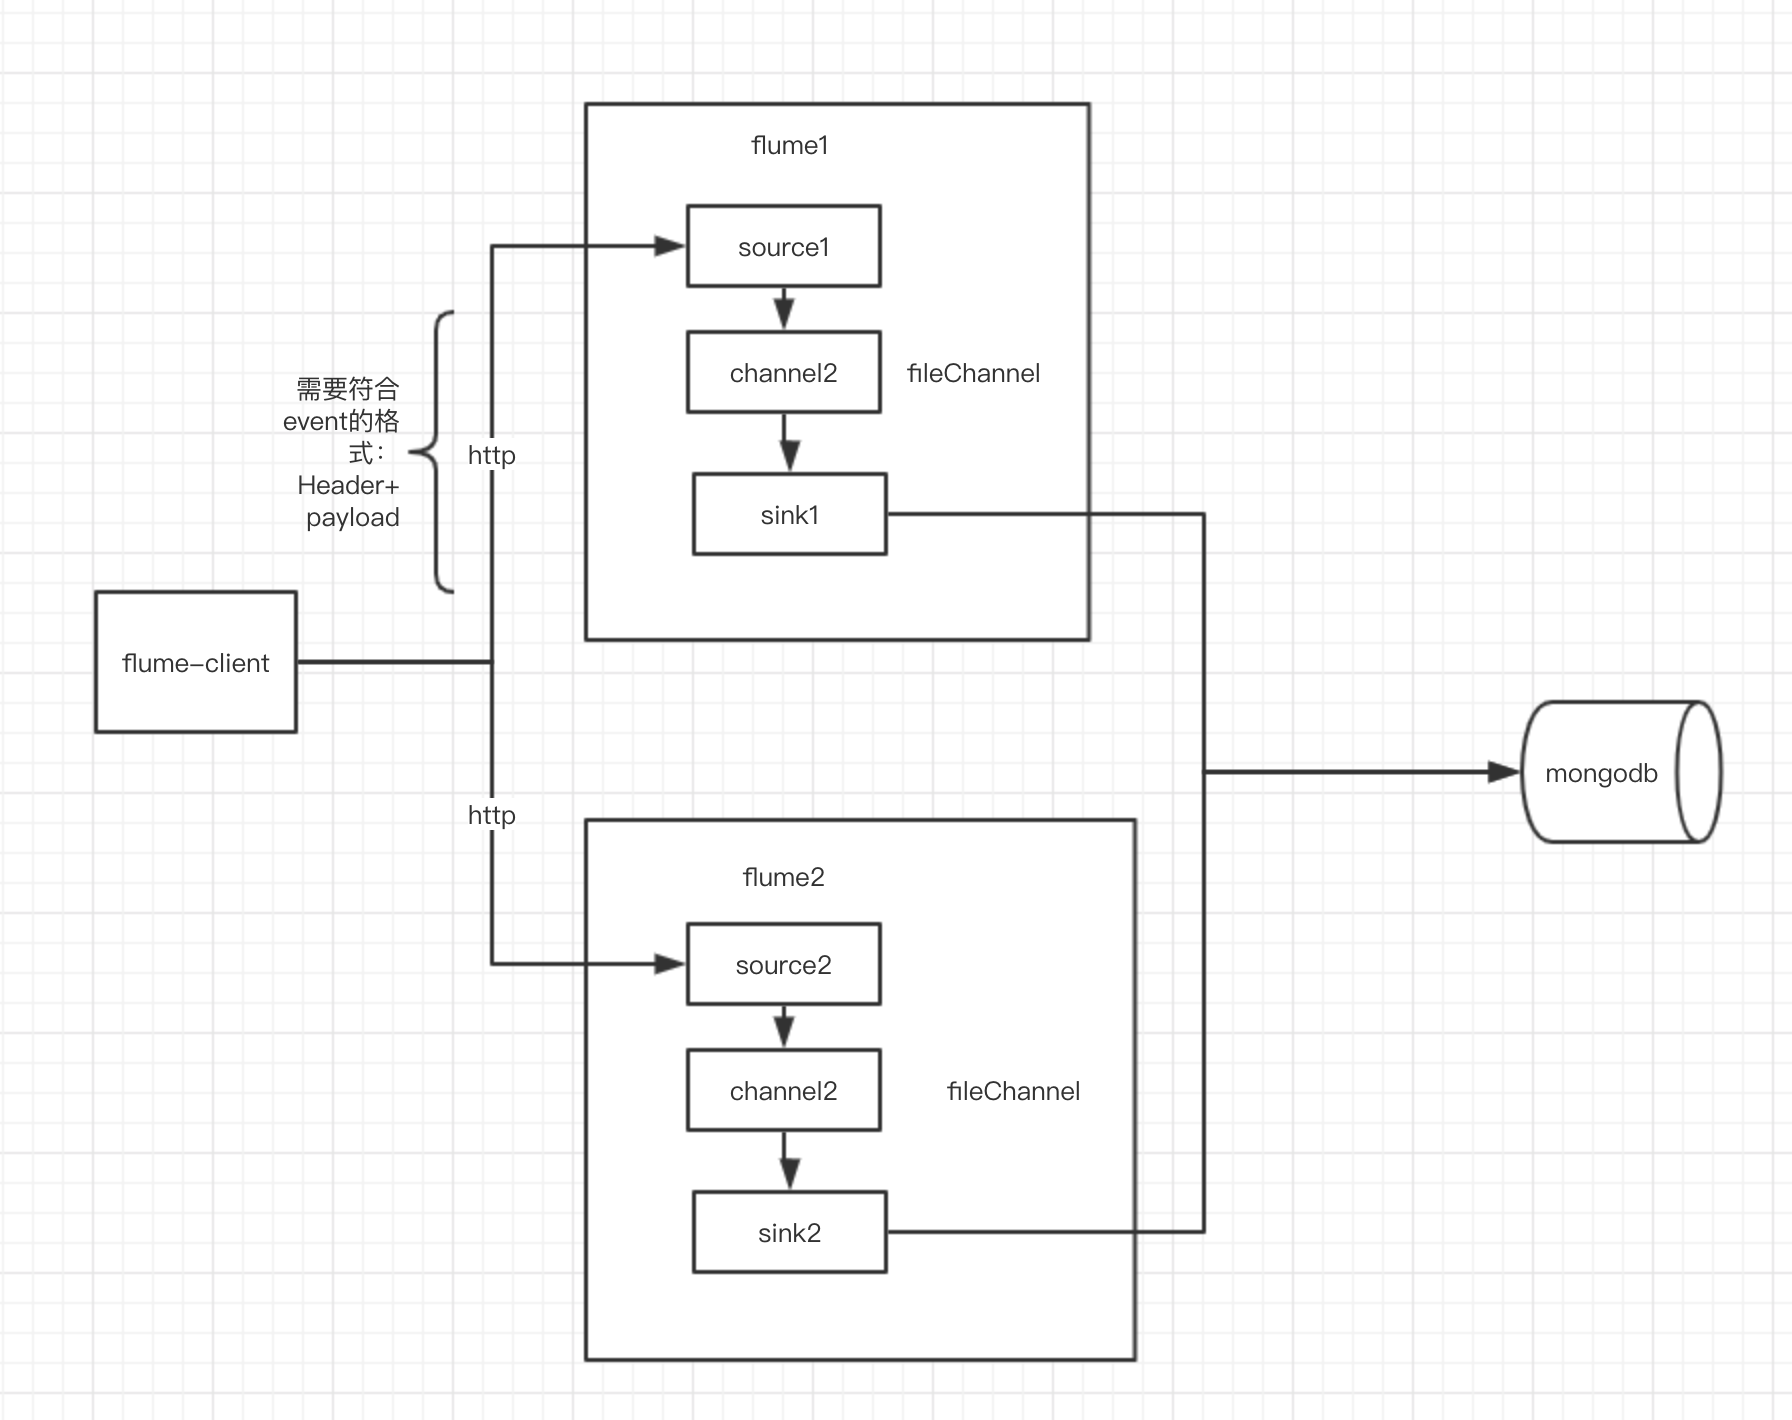 flume1
source1
channel2
fileChannel
sink1
需要符合
event的格
式：
Header+
payload
http
flume-client
http
mongodb
flume2
source2
channel2
fileChannel
sink2